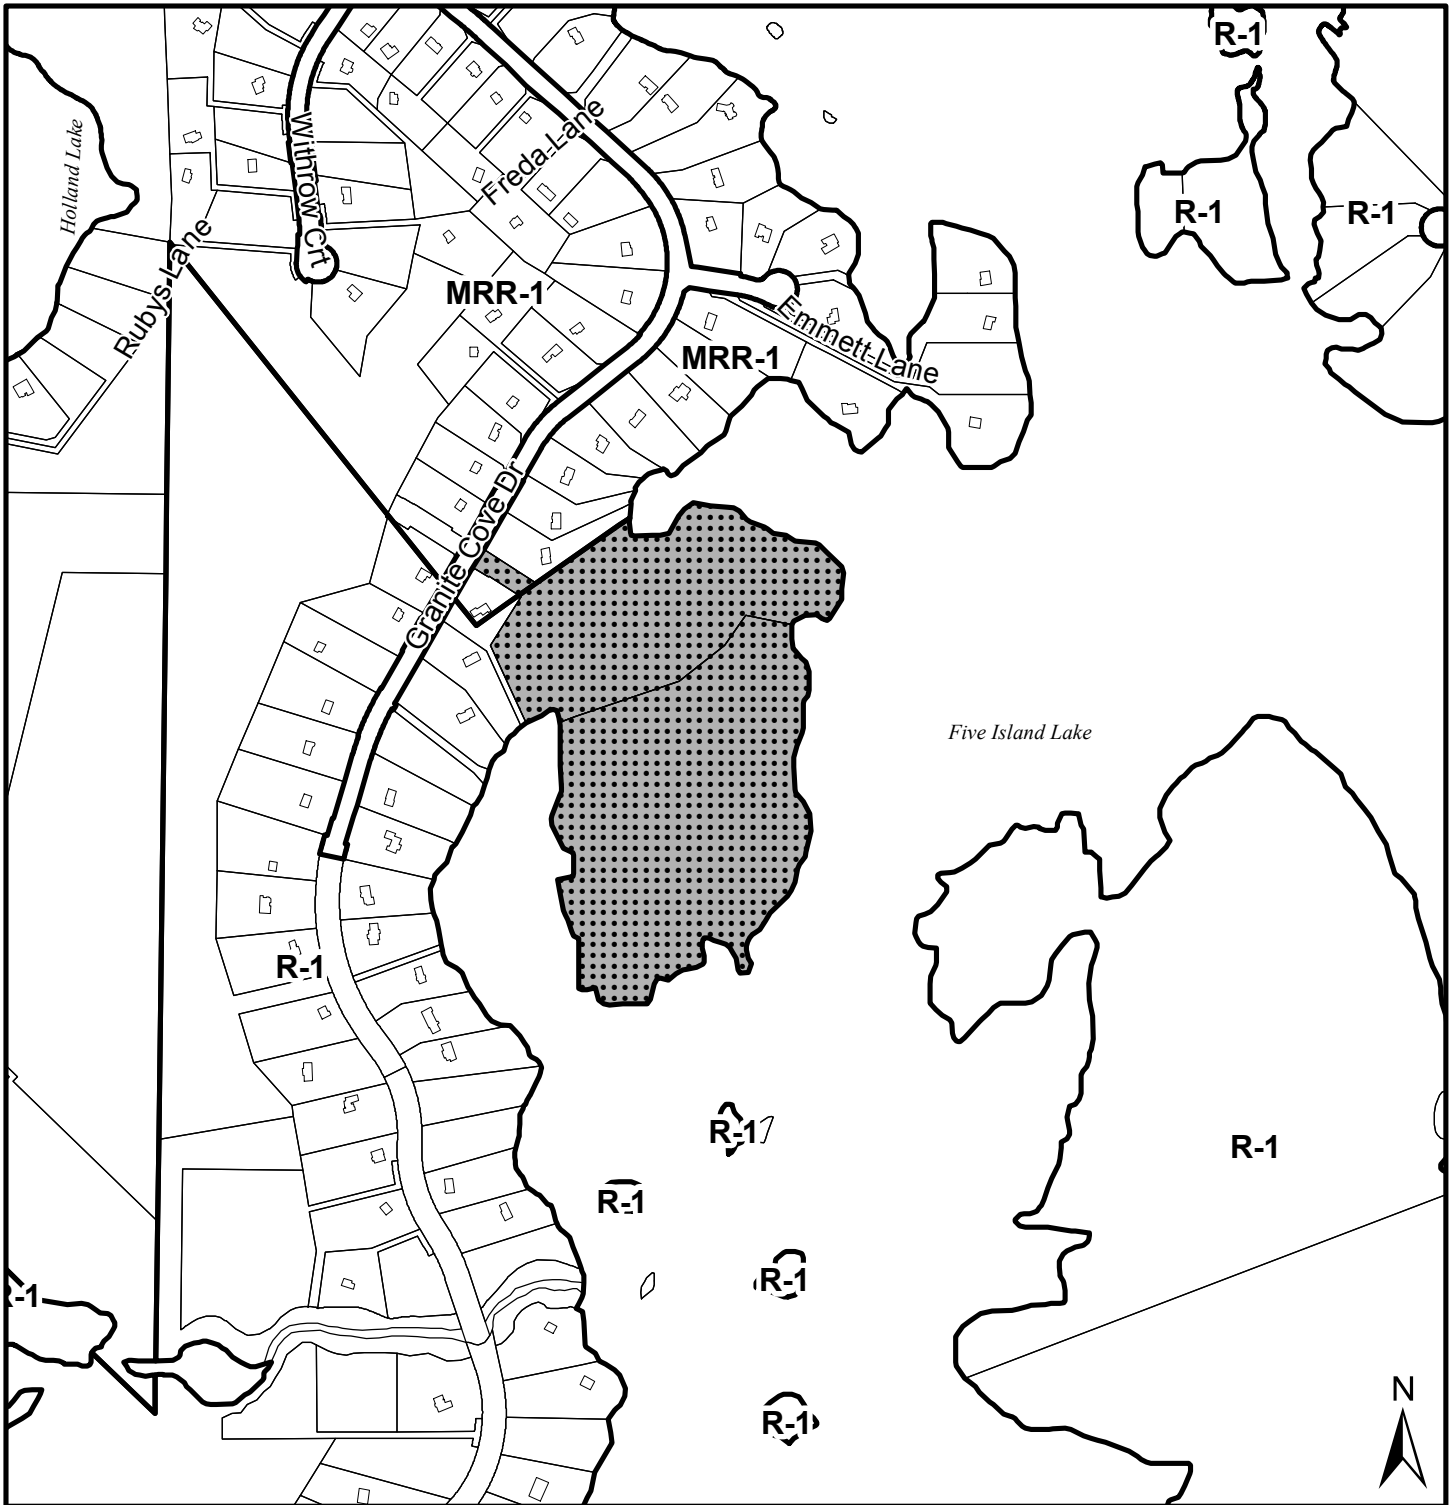 R-1
Freda Lane
Withrow Crt
Holland Lake
R-1
R-1
Rubys Lane
MRR-1
Emmett Lane
MRR-1
Granite Cove Dr
Five Island Lake
R-1
R-1
R-1
R-1
R-1
R-1
N
R-1